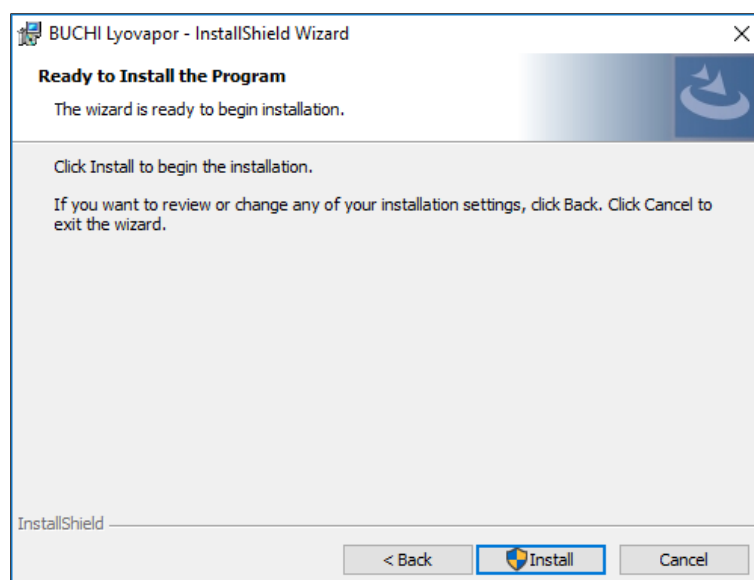 BUCHI Lyovapor - InstallShield Wizard
Ready to Install the Program
The wizard is ready to begin installation.
Click Install to begin the installation.
If you want to review or change any of your installation settings, click Back. Click Cancel to
exit the wizard.
InstallShield
< Back
Install
Cancel